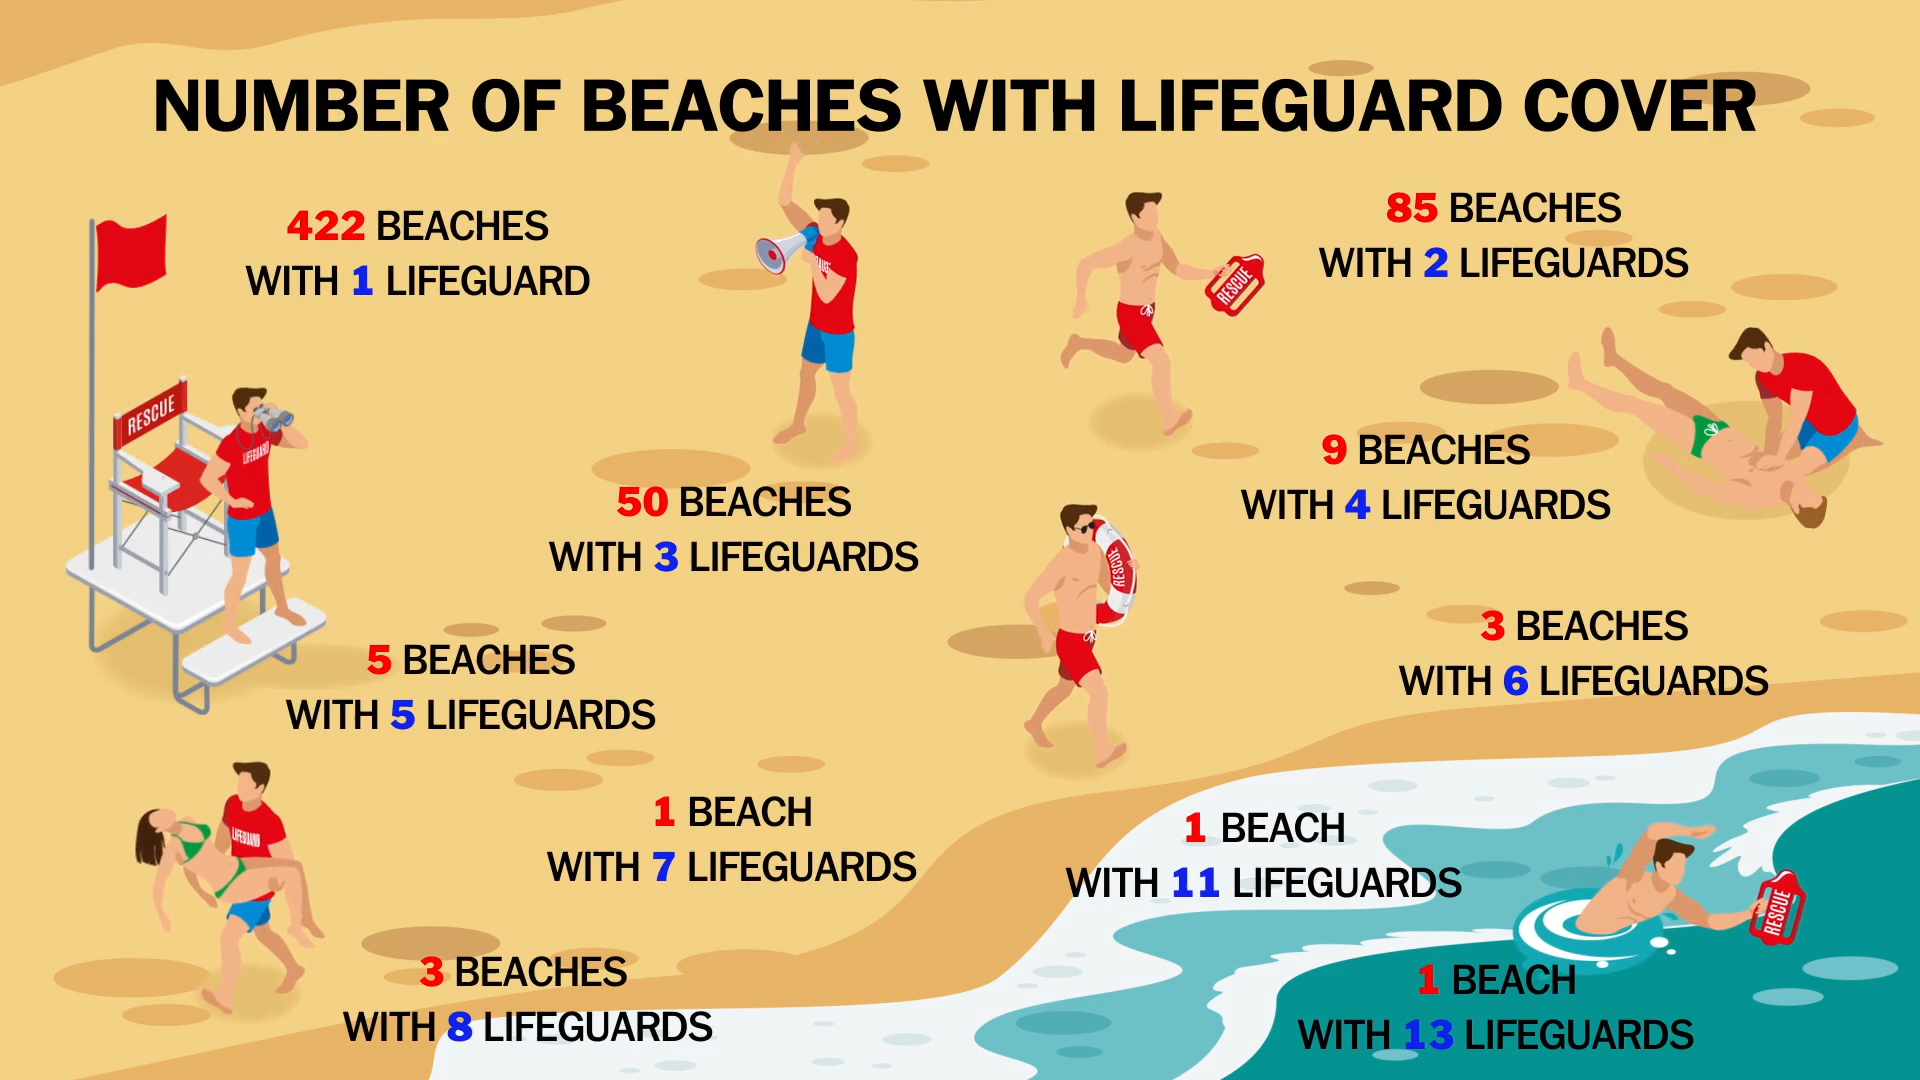 NUMBER OF BEACHES WITH LIFEGUARD COVER
422 BEACHES
WITH 1 LIFEGUARD
85 BEACHES
WITH 2 LIFEGUARDS
RESCUE
RESCUE
LIFEGUARD
50 BEACHES
WITH 3 LIFEGUARDS
9 BEACHES
WITH 4 LIFEGUARDS
RESCUE
5 BEACHES
WITH 5 LIFEGUARDS
3 BEACHES
WITH 6 LIFEGUARDS
LIFEGUARD
1 BEACH
WITH 7 LIFEGUARDS
1 BEACH
WITH 11 LIFEGUARDS
RESCUE
3 BEACHES
WITH 8 LIFEGUARDS
1 BEACH
WITH 13 LIFEGUARDS